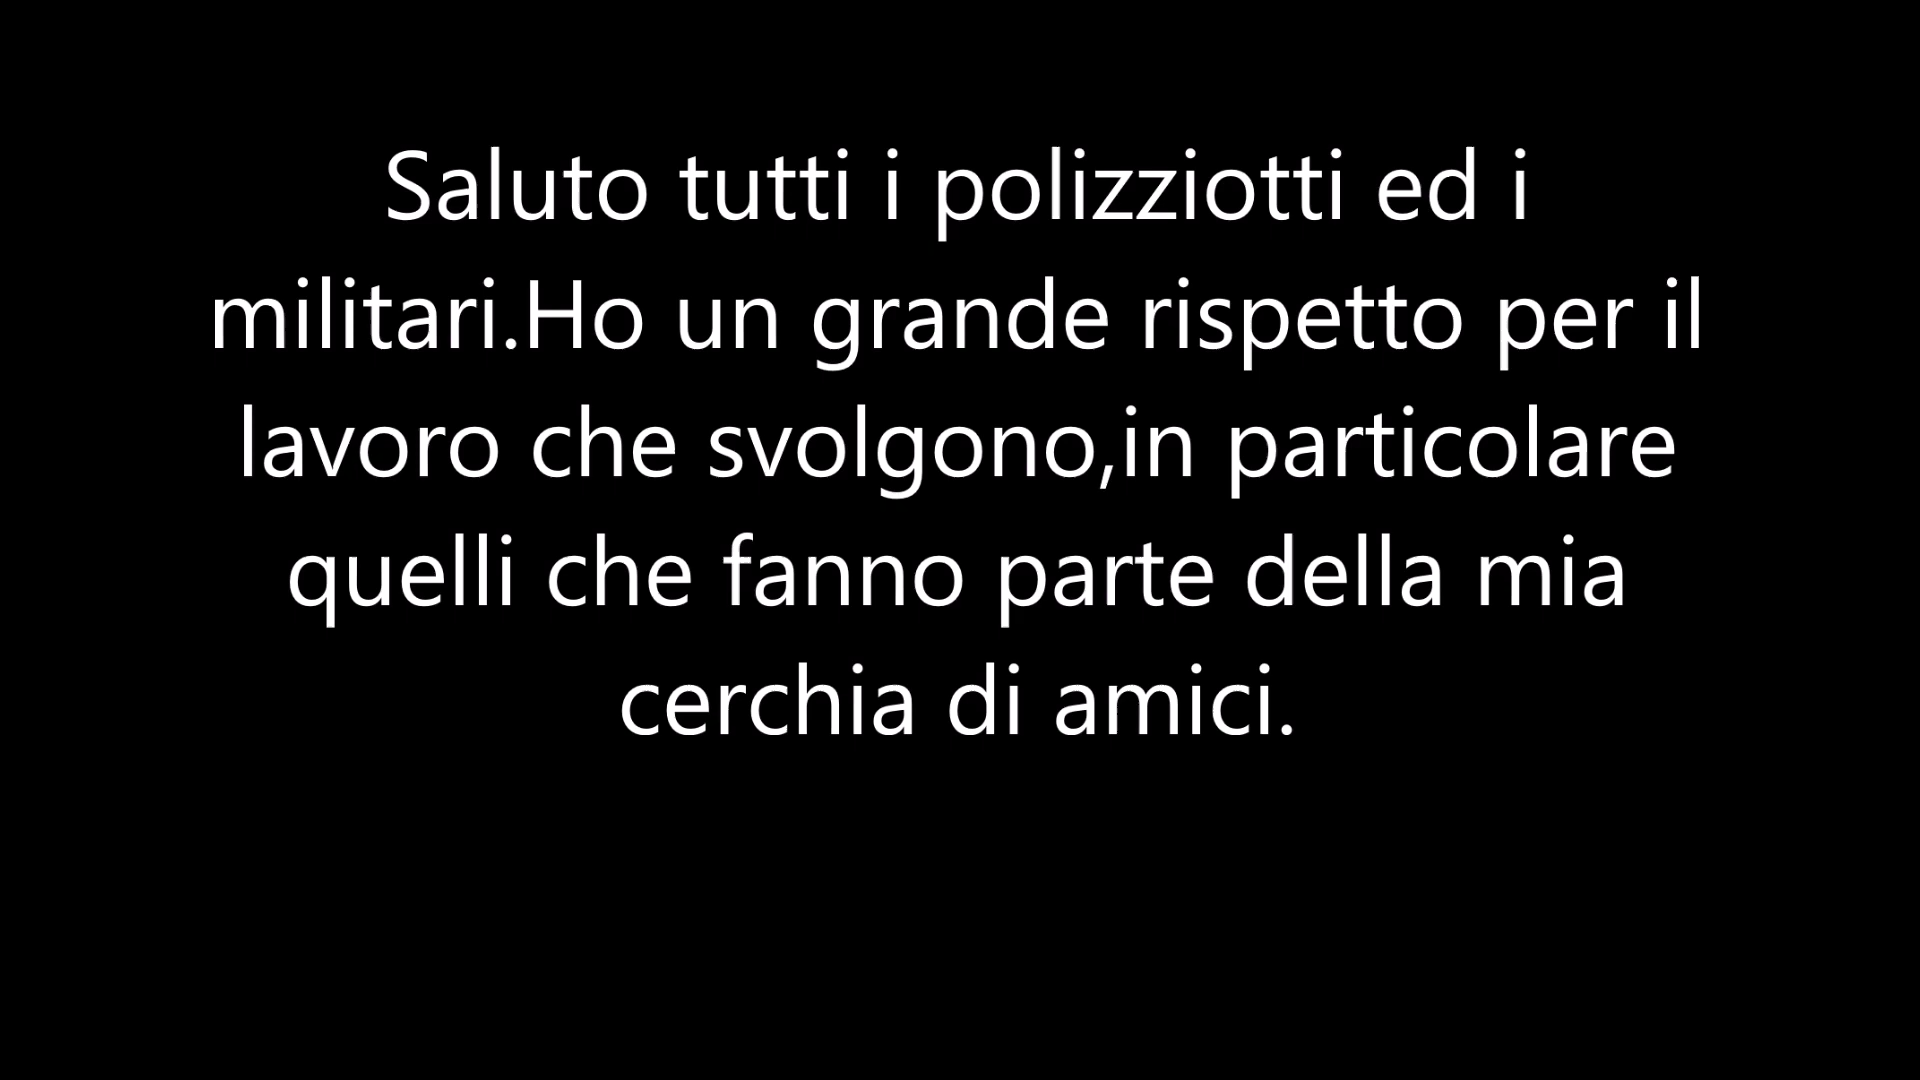 Saluto tutti i polizziotti ed i
militari.Ho un grande rispetto per il
lavoro che svolgono,in particolare
quelli che fanno parte della mia
cerchia di amici.